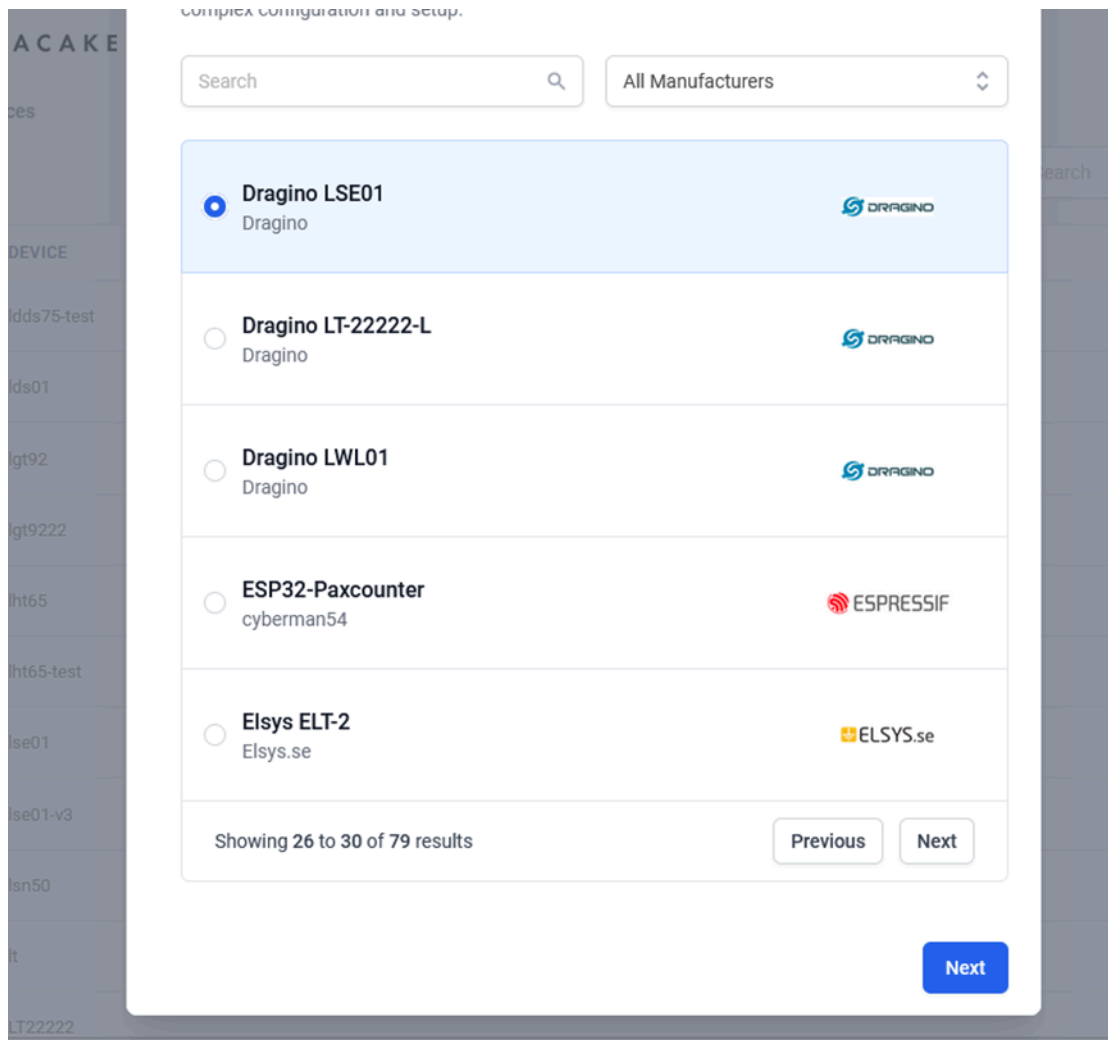 complex configuration and setup.
ACAKE
ces
Search
All Manufacturers
Search
Dragino LSE01
Dragino
DRAGINO
DEVICE
ldds75-test
Dragino LT-22222-L
Dragino
DRAGINO
lds01
lgt92
Dragino LWL01
Dragino
DRAGINO
lgt9222
lht65
ESP32-Paxcounter
cyberman54
ESPRESSIF
lht65-test
lse01
Elsys ELT-2
Elsys.se
ELSYS.se
lse01-v3
Showing 26 to 30 of 79 results
Previous
Next
lsn50
lt
Next
LT22222